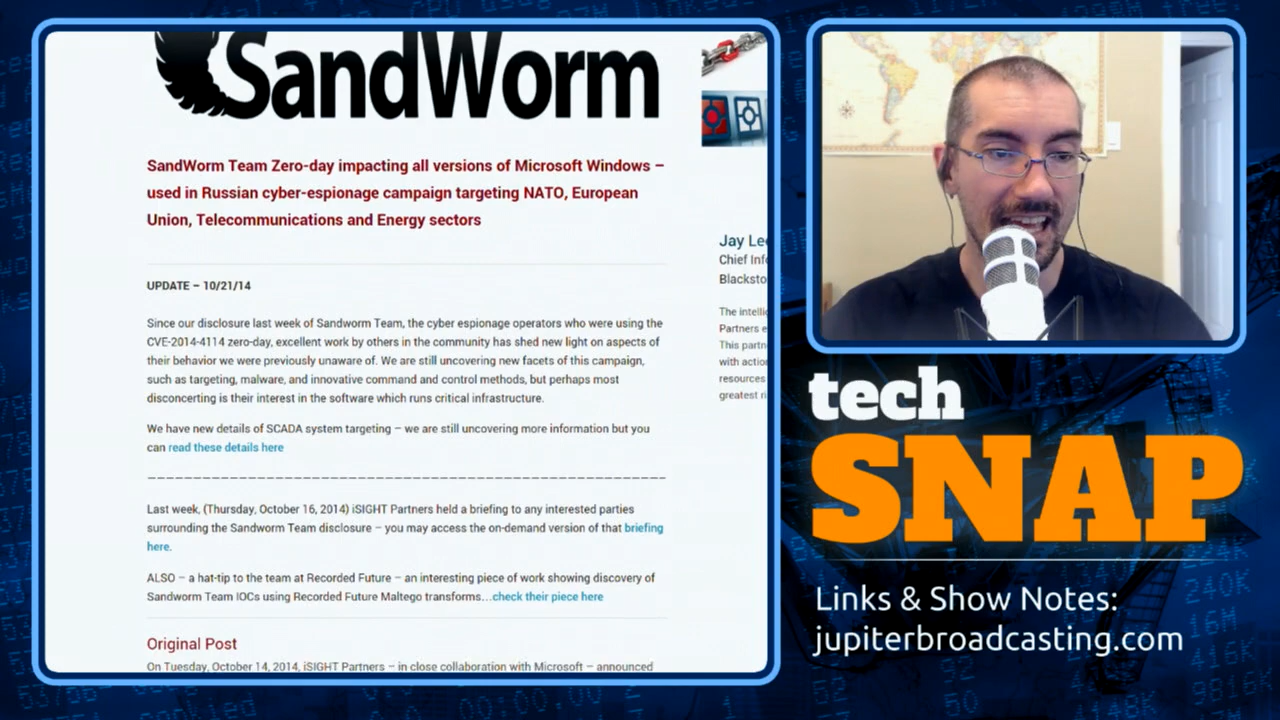 SandWorm
SandWorm Team Zero-day impacting all versions of Microsoft Windows –
used in Russian cyber-espionage campaign targeting NATO, European
Union, Telecommunications and Energy sectors
UPDATE – 10/21/14
Since our disclosure last week of Sandworm Team, the cyber espionage operators who were using the
CVE-2014-4114 zero-day, excellent work by others in the community has shed new light on aspects of
their behavior we were previously unaware of. We are still uncovering new facets of this campaign,
such as targeting, malware, and innovative command and control methods, but perhaps most
disconcerting is their interest in the software which runs critical infrastructure.
We have new details of SCADA system targeting – we are still uncovering more information but you
can read these details here
Last week, (Thursday, October 16, 2014) iSIGHT Partners held a briefing to any interested parties
surrounding the Sandworm Team disclosure – you may access the on-demand version of that briefing
here.
ALSO – a hat-tip to the team at Recorded Future – an interesting piece of work showing discovery of
Sandworm Team IOCs using Recorded Future Maltego transforms…check their piece here
Original Post
On Tuesday, October 14, 2014, iSIGHT Partners – in close collaboration with Microsoft – announced
Jay
Chief
The
Partners
This
with
resources
greatest
tech
SNAP
Links & Show Notes:
jupiterbroadcasting.com